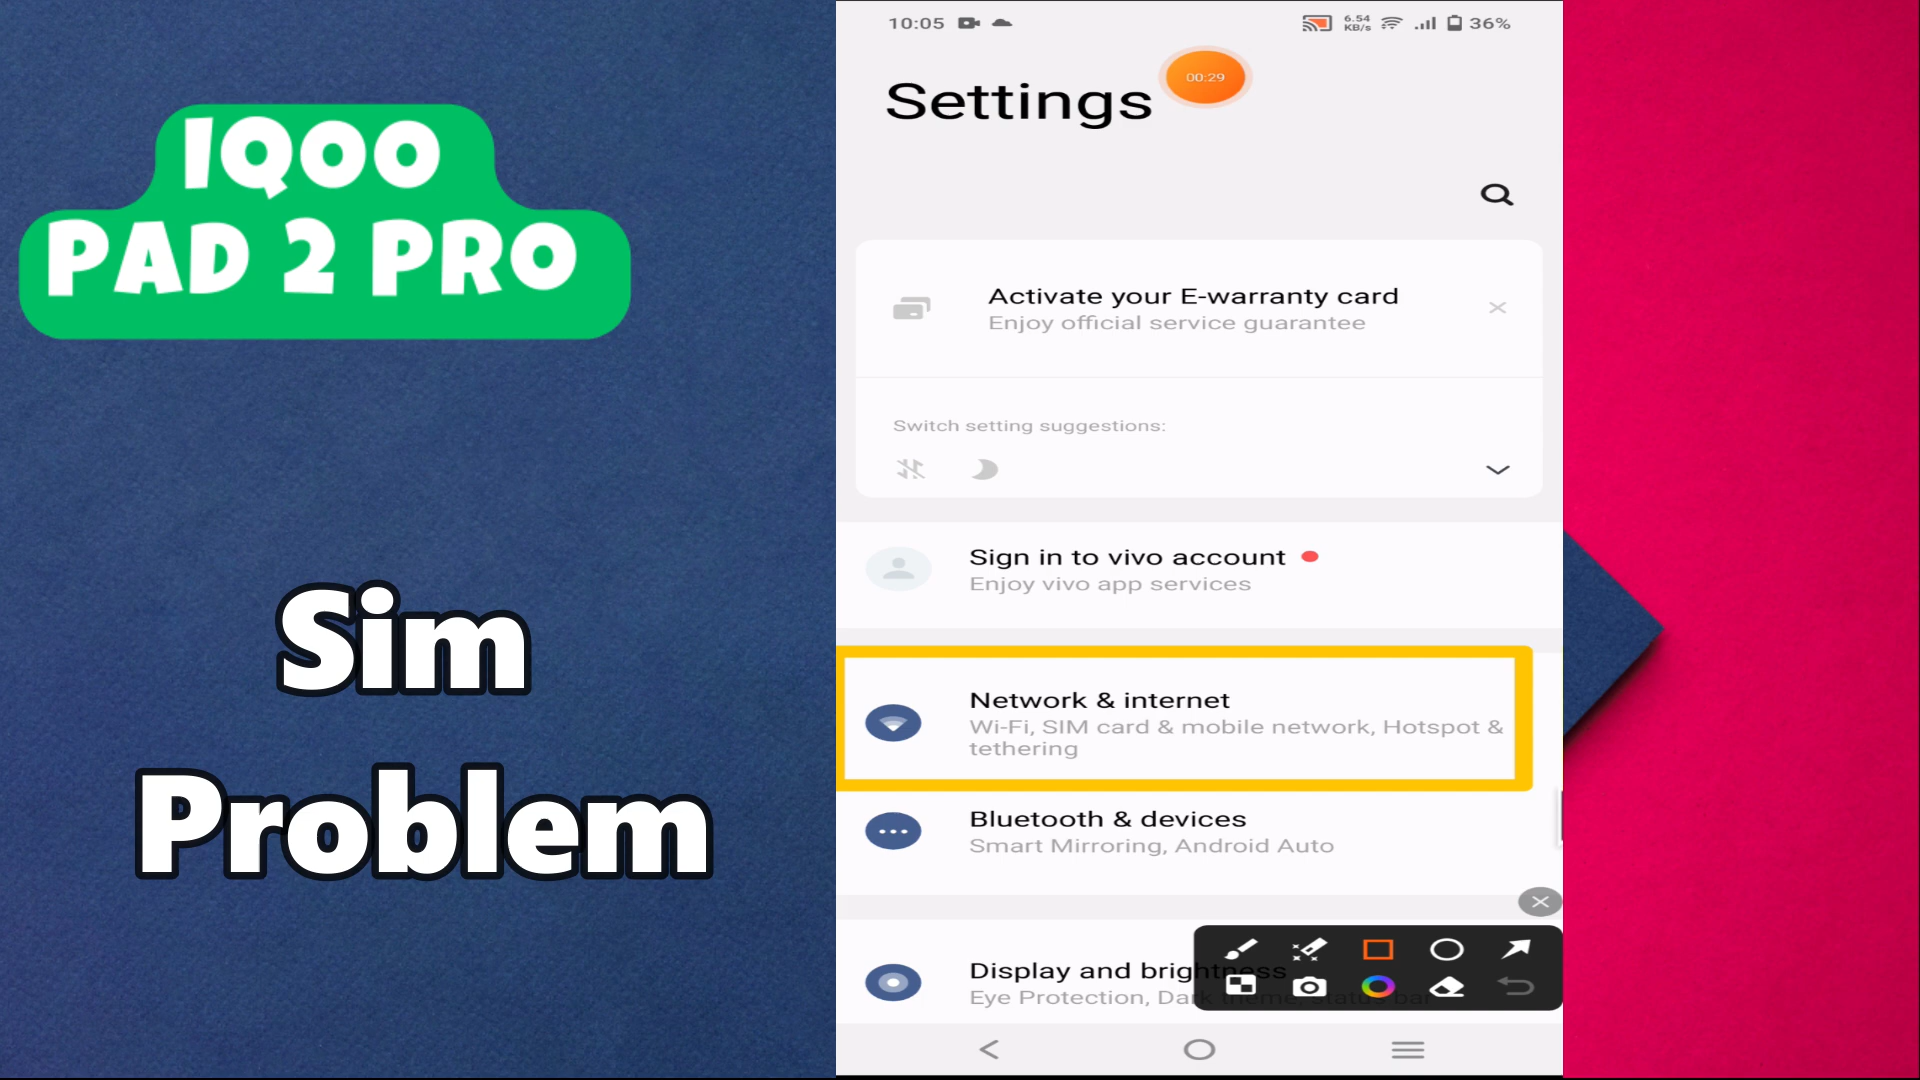 IQOO
PAD 2 PRO
Sim
Problem
10:05
6.54
KB/s
36%
00:29
Settings
Activate your E-warranty card
Enjoy official service guarantee
Switch setting suggestions:
Sign in to vivo account
Enjoy vivo app services
Network & internet
Wi-Fi, SIM card & mobile network, Hotspot &
tethering
Bluetooth & devices
Smart Mirroring, Android Auto
Display and brightness
Eye Protection, Dark theme, status bar